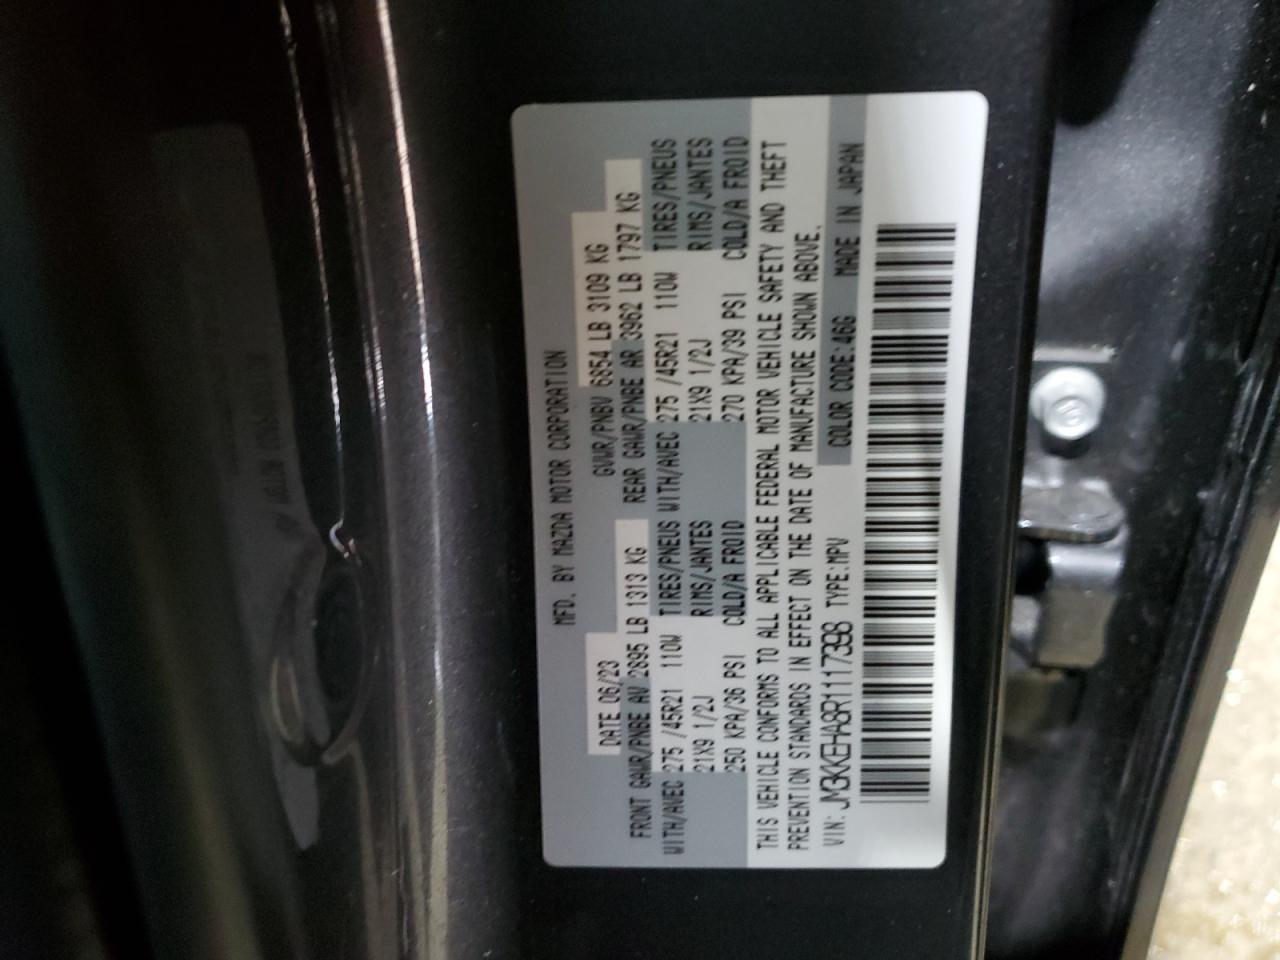 MFD. BY MAZDA MOTOR CORPORATION
DATE 06/23 GVWR/PNBV 6854 LB 3109 KG
FRONT GAWR/PNBE AV 2895 LB 1313 KG REAR GAWR/PNBE AR 3962 LB 1797 KG
WITH/AVEC 275 /45R21 110W TIRES/PNEUS WITH/AVEC 275 /45R21 110W TIRES/PNEUS
21X9 1/2J RIMS/JANTES 21X9 1/2J RIMS/JANTES
250 KPA/36 PSI COLD/A FROID 270 KPA/39 PSI COLD/A FROID
THIS VEHICLE CONFORMS TO ALL APPLICABLE FEDERAL MOTOR VEHICLE SAFETY AND THEFT
PREVENTION STANDARDS IN EFFECT ON THE DATE OF MANUFACTURE SHOWN ABOVE.
VIN: JM3KKEHA8R1117398 TYPE:MPV COLOR CODE:46G MADE IN JAPAN